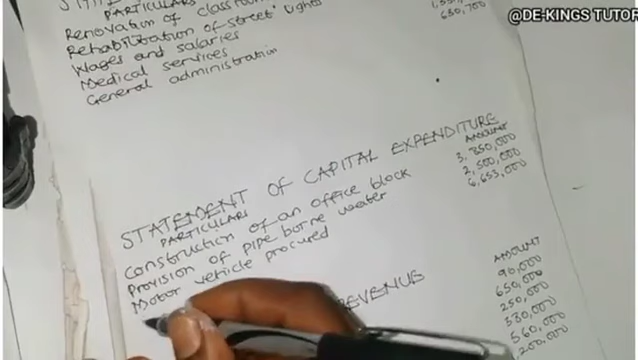 PARTICULARS
Renovation of classroom
Rehabilitation of street lights
Wages and salaries
Medical services
General administration
650,700
@DE-KINGS TUTOR
STATEMENT OF CAPITAL EXPENDITURE
PARTICULARS AMOUNT
Construction of an office block 3,850,000
Provision of pipe borne water 2,500,000
Motor vehicle procured 6,653,000
REVENUE
AMOUNT
96,000
650,000
250,000
330,000
560,000
200,000